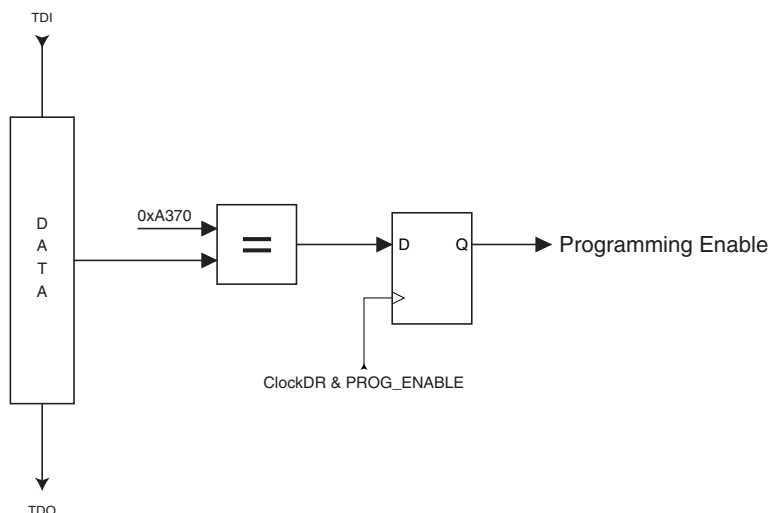 TDI
D
A
T
A
0xA370
=
D
Q
Programming Enable
ClockDR & PROG_ENABLE
TDO